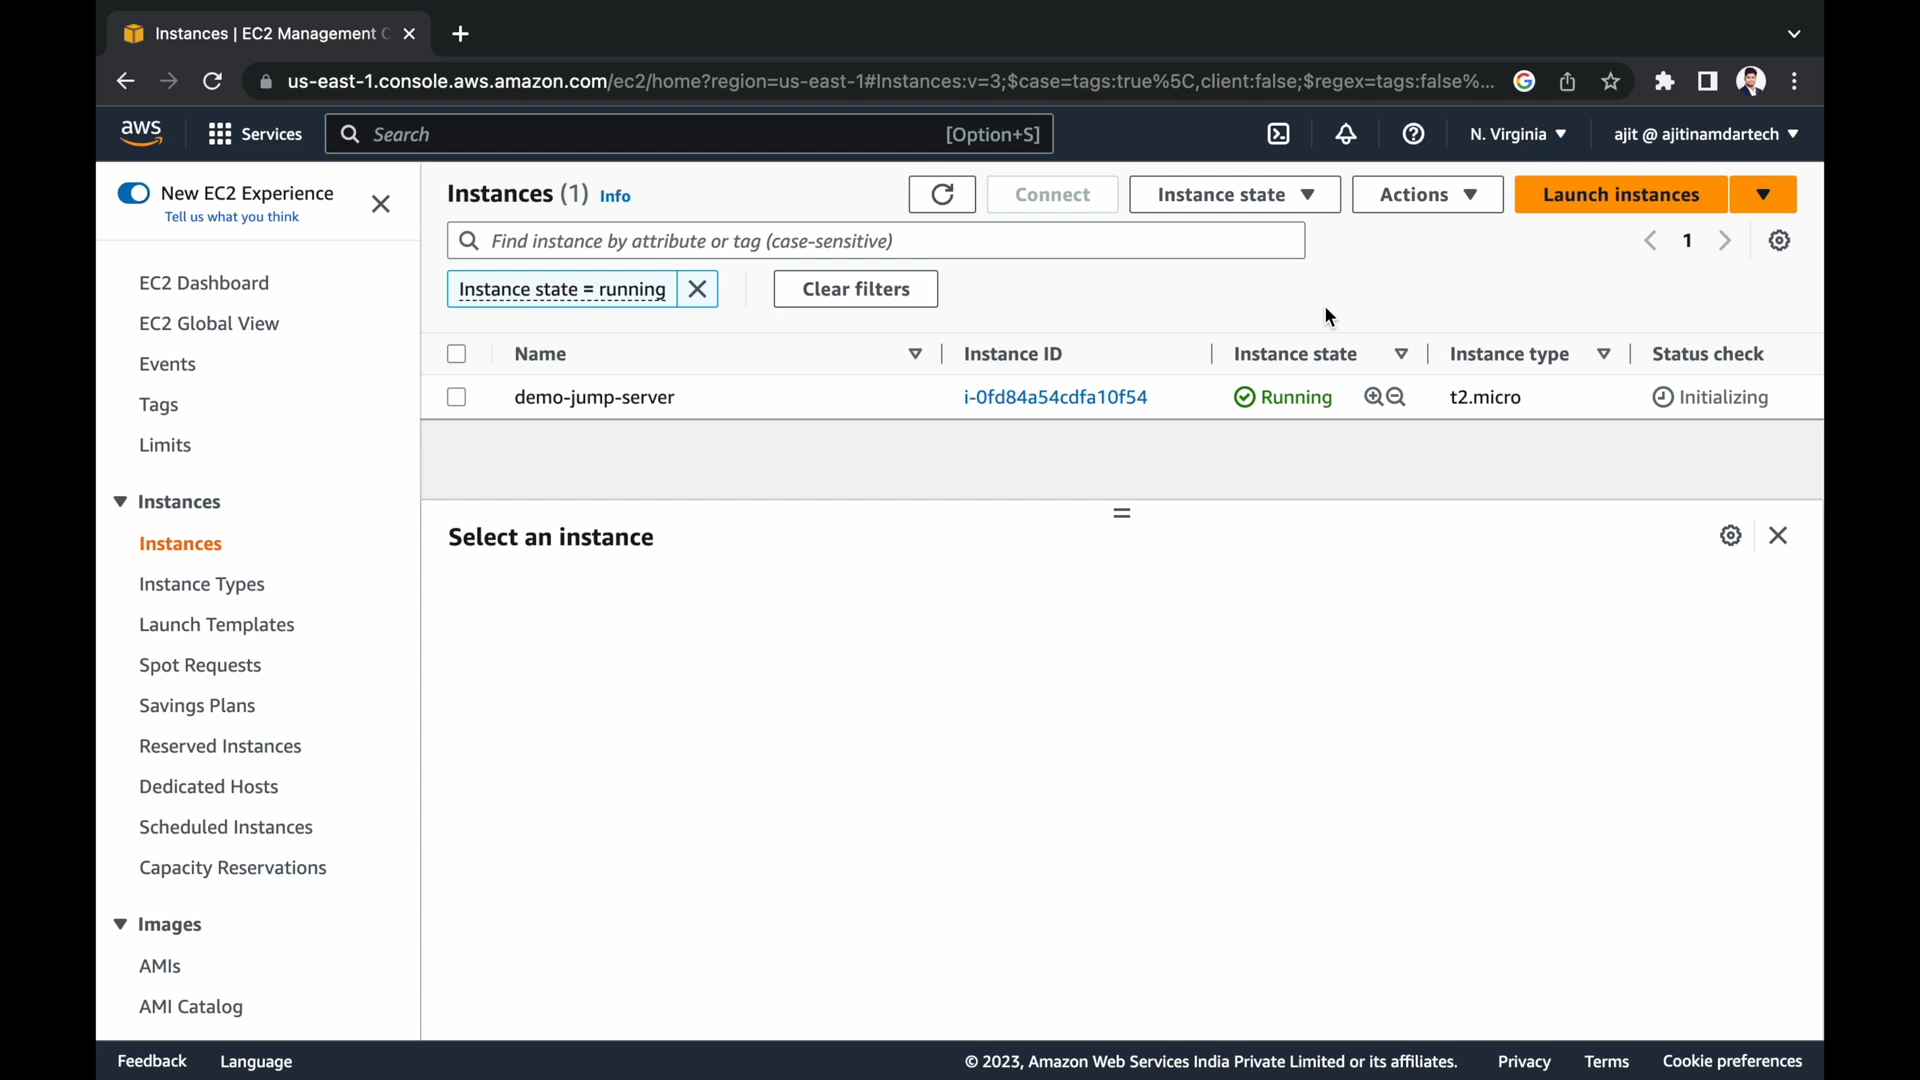 Instances | EC2 Management C
us-east-1.console.aws.amazon.com/ec2/home?region=us-east-1#Instances:v=3;$case=tags:true%5C,client:false;$regex=tags:false%...
aws
Services
Search
[Option+S]
N. Virginia
ajit @ ajitinamdartech
New EC2 Experience
Tell us what you think
EC2 Dashboard
EC2 Global View
Events
Tags
Limits
Instances
Instances
Instance Types
Launch Templates
Spot Requests
Savings Plans
Reserved Instances
Dedicated Hosts
Scheduled Instances
Capacity Reservations
Images
AMIs
AMI Catalog
Instances (1) Info
Connect
Instance state
Actions
Launch instances
Find instance by attribute or tag (case-sensitive)
1
Instance state = running
Clear filters
Name Instance ID Instance state Instance type Status check
demo-jump-server i-0fd84a54cdfa10f54 Running t2.micro Initializing
Select an instance
Feedback Language © 2023, Amazon Web Services India Private Limited or its affiliates. Privacy Terms Cookie preferences